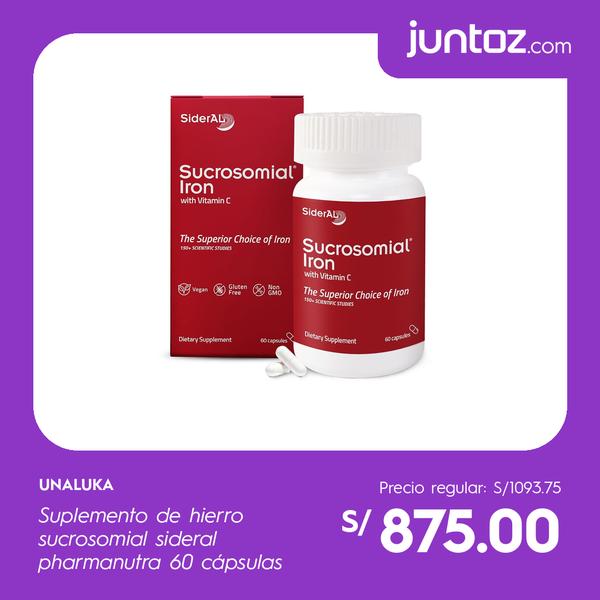 juntoz.com
SiderAL
Sucrosomial®
Iron
with Vitamin C
The Superior Choice of Iron
150+ SCIENTIFIC STUDIES
Vegan
Gluten
Free
Non
GMO
Dietary Supplement
60 capsules
SiderAL
Sucrosomial®
Iron
with Vitamin C
The Superior Choice of Iron
150+ SCIENTIFIC STUDIES
Dietary Supplement
60 capsules
UNALUKA
Suplemento de hierro
sucrosomial sideral
pharmanutra 60 cápsulas
Precio regular: S/1093.75
S/ 875.00